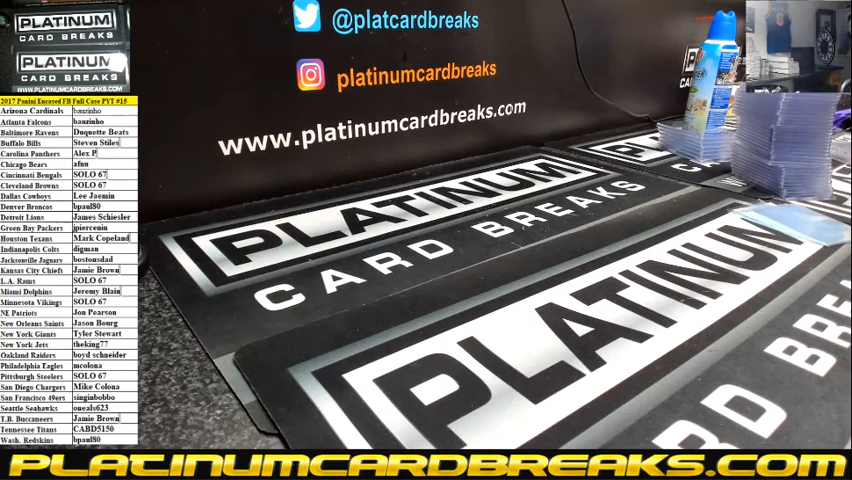 PLATINUM
CARD BREAKS
PLATINUM
CARD BREAKS
WWW.PLATINUMCARDBREAKS.COM
2017 Panini Encased FB Full Case PYT #15
Arizona Cardinals bauzinho
Atlanta Falcons bauzinho
Baltimore Ravens Duquette Beats
Buffalo Bills Steven Stiles
Carolina Panthers Alex P
Chicago Bears afnu
Cincinnati Bengals SOLO 67
Cleveland Browns SOLO 67
Dallas Cowboys Lee Jaemin
Denver Broncos bpaul80
Detroit Lions James Schiesler
Green Bay Packers jpierceniu
Houston Texans Mark Copeland
Indianapolis Colts digman
Jacksonville Jaguars bostonsdad
Kansas City Chiefs Jamie Brown
L.A. Rams SOLO 67
Miami Dolphins Jeremy Blain
Minnesota Vikings SOLO 67
NE Patriots Jon Pearson
New Orleans Saints Jason Bourg
New York Giants Tyler Stewart
New York Jets theking77
Oakland Raiders boyd schneider
Philadelphia Eagles mcolona
Pittsburgh Steelers SOLO 67
San Diego Chargers Mike Colona
San Francisco 49ers singinbobbo
Seattle Seahawks oueals623
T.B. Buccaneers Jamie Brown
Tennessee Titans CABD5150
Wash. Redskins bpaul80
@platcardbreaks
platinumcardbreaks
www.platinumcardbreaks.com
PLATINUM
CARD BREAKS
PLATINUM
RD BRE
PLATINUMCARDBREAKS.COM